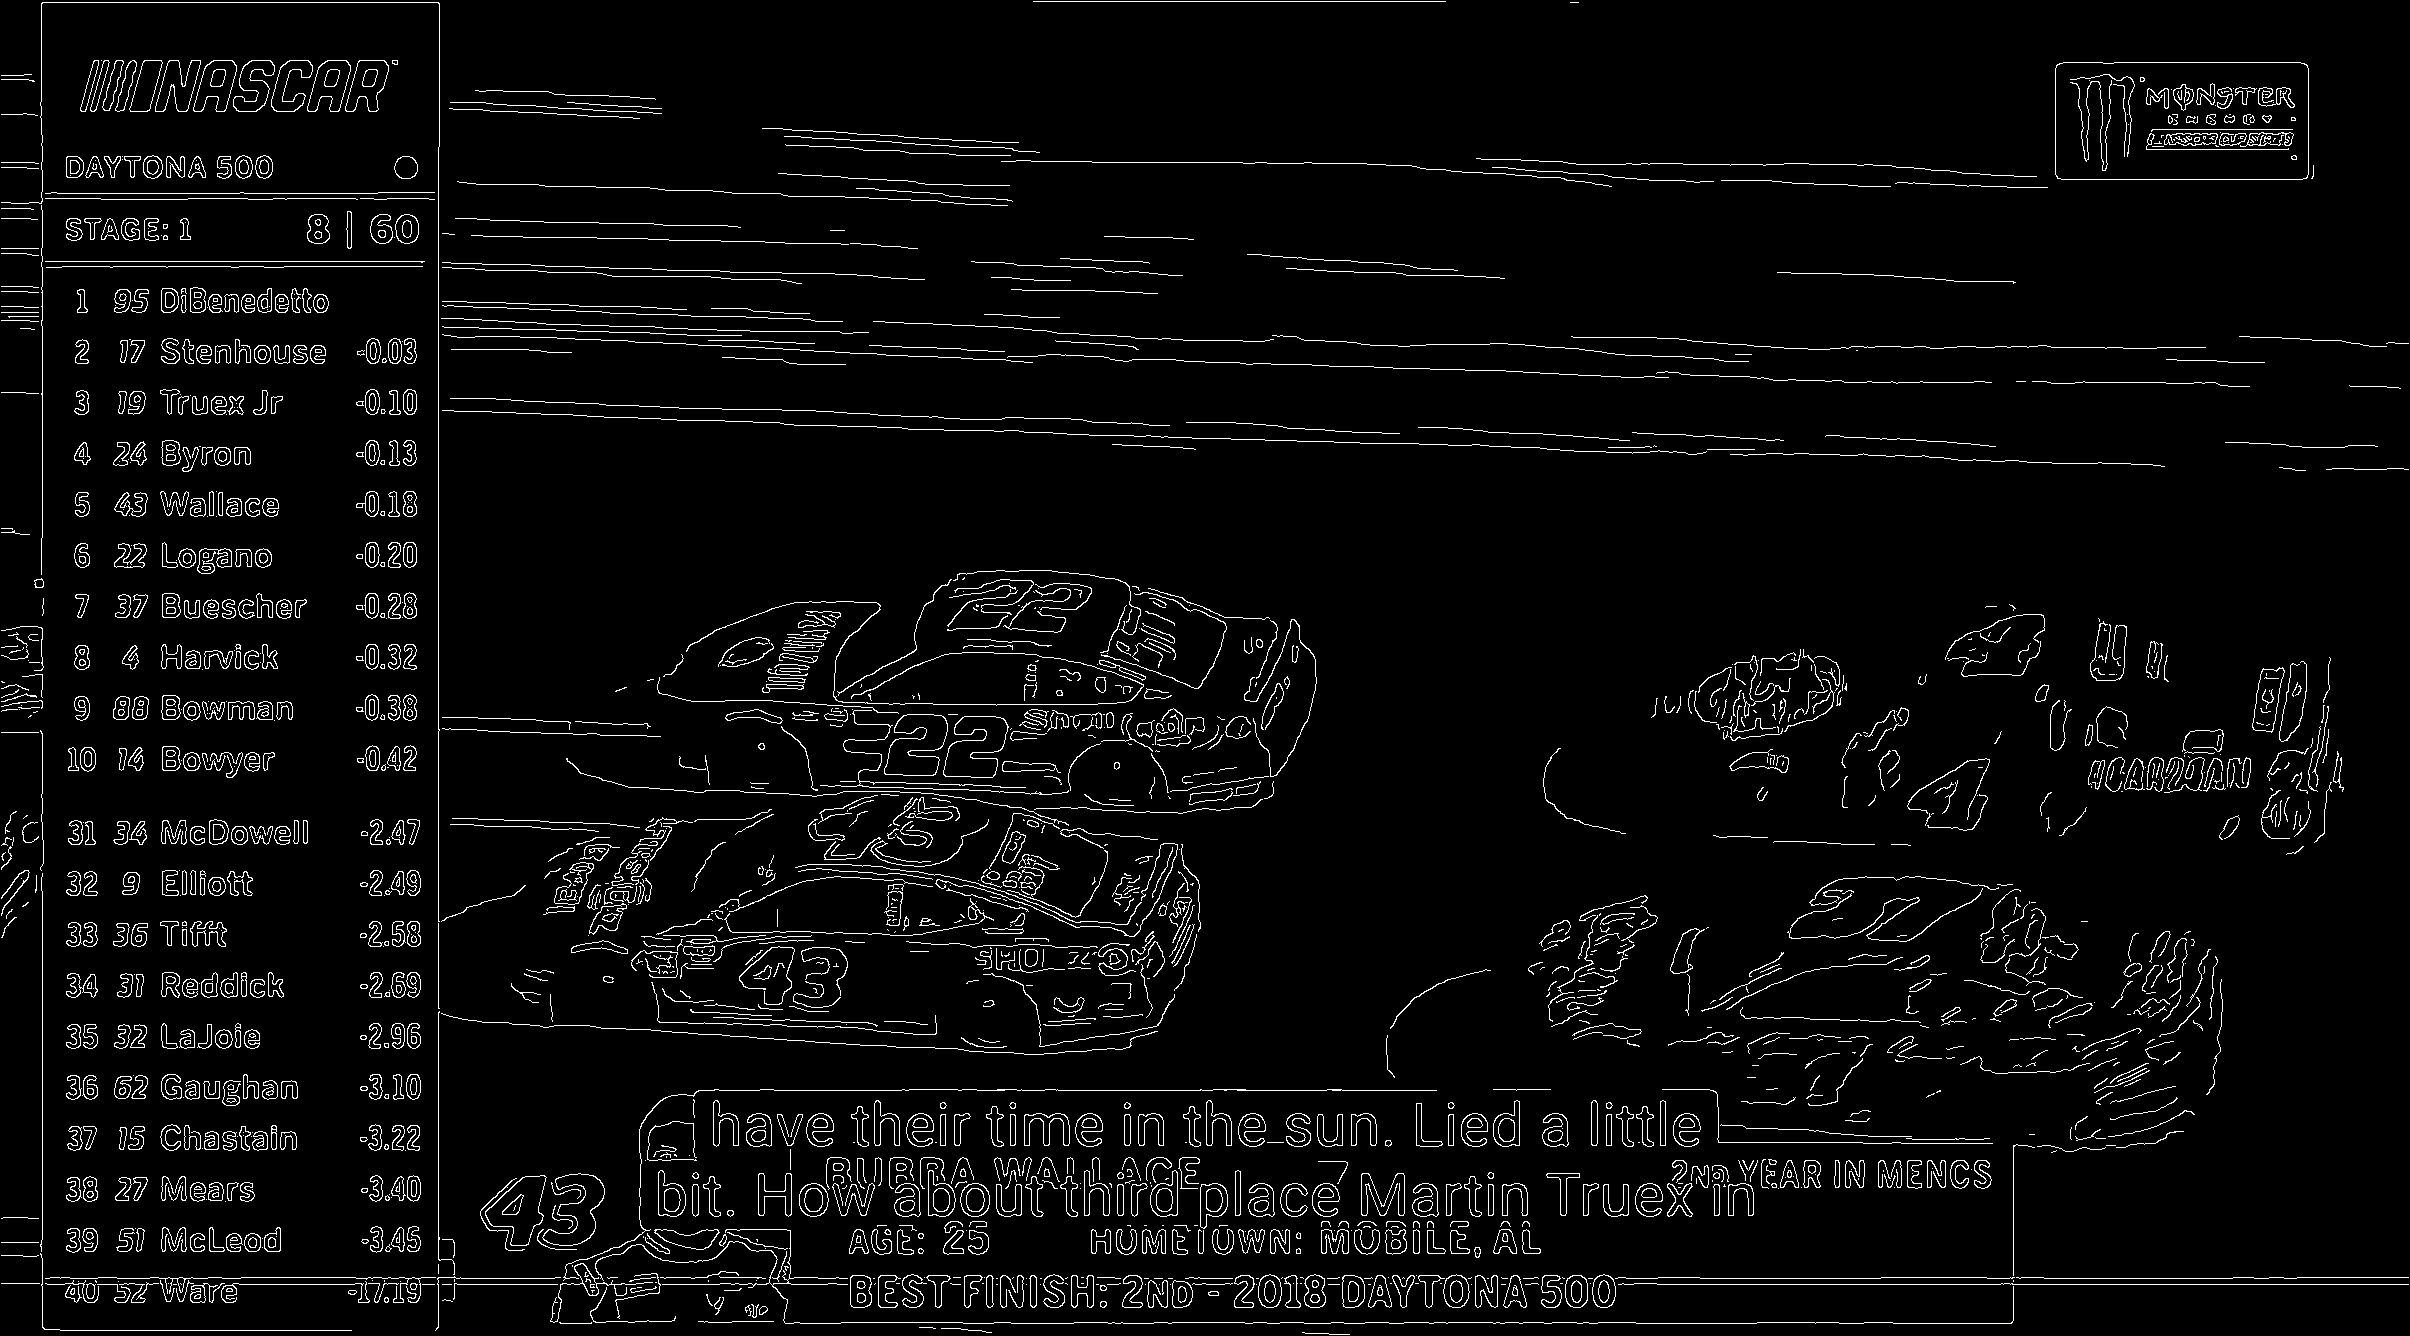 NASCAR
DAYTONA 500
STAGE: 1 8 | 60
1 95 DiBenedetto
2 17 Stenhouse -0.03
3 19 Truex Jr -0.10
4 24 Byron -0.13
5 43 Wallace -0.18
6 22 Logano -0.20
7 37 Buescher -0.28
8 4 Harvick -0.32
9 88 Bowman -0.38
10 14 Bowyer -0.42
31 34 McDowell -2.47
32 9 Elliott -2.49
33 36 Tifft -2.58
34 31 Reddick -2.69
35 32 LaJoie -2.96
36 62 Gaughan -3.10
37 15 Chastain -3.22
38 27 Mears -3.40
39 51 McLeod -3.45
40 52 Ware -17.19
MONSTER
ENERGY
22
22
43
43
4
4
have their time in the sun. Lied a little
bit. How about third place Martin Truex in
43
BUBBA WALLACE
2ND YEAR IN MENCS
AGE: 25 HOMETOWN: MOBILE, AL
BEST FINISH: 2ND - 2018 DAYTONA 500